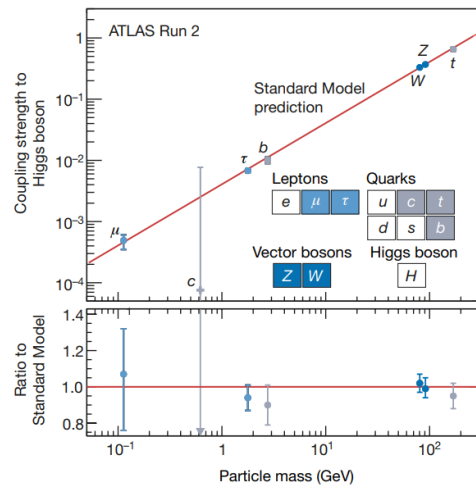 ATLAS Run 2
Coupling strength to
Higgs boson
1
10⁻¹
10⁻²
10⁻³
10⁻⁴
Standard Model
prediction
μ
c
τ
b
W
Z
t
Leptons
e μ τ
Quarks
u c t
d s b
Vector bosons
Z W
Higgs boson
H
Ratio to
Standard Model
1.4
1.2
1.0
0.8
10⁻¹ 1 10 10²
Particle mass (GeV)